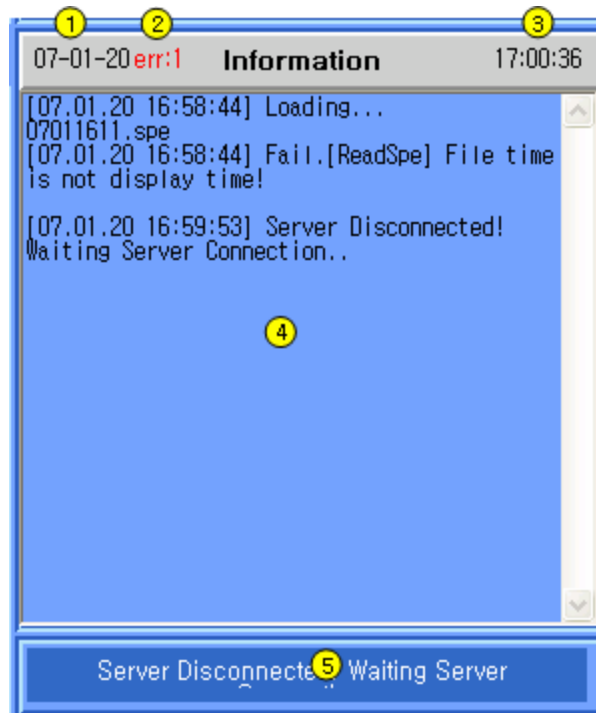 1 2 3
07-01-20 err:1 Information 17:00:36
[07.01.20 16:58:44] Loading...
07011611.spe
[07.01.20 16:58:44] Fail.[ReadSpe] File time
is not display time!
[07.01.20 16:59:53] Server Disconnected!
Waiting Server Connection..
4
5
Server Disconnecte Waiting Server